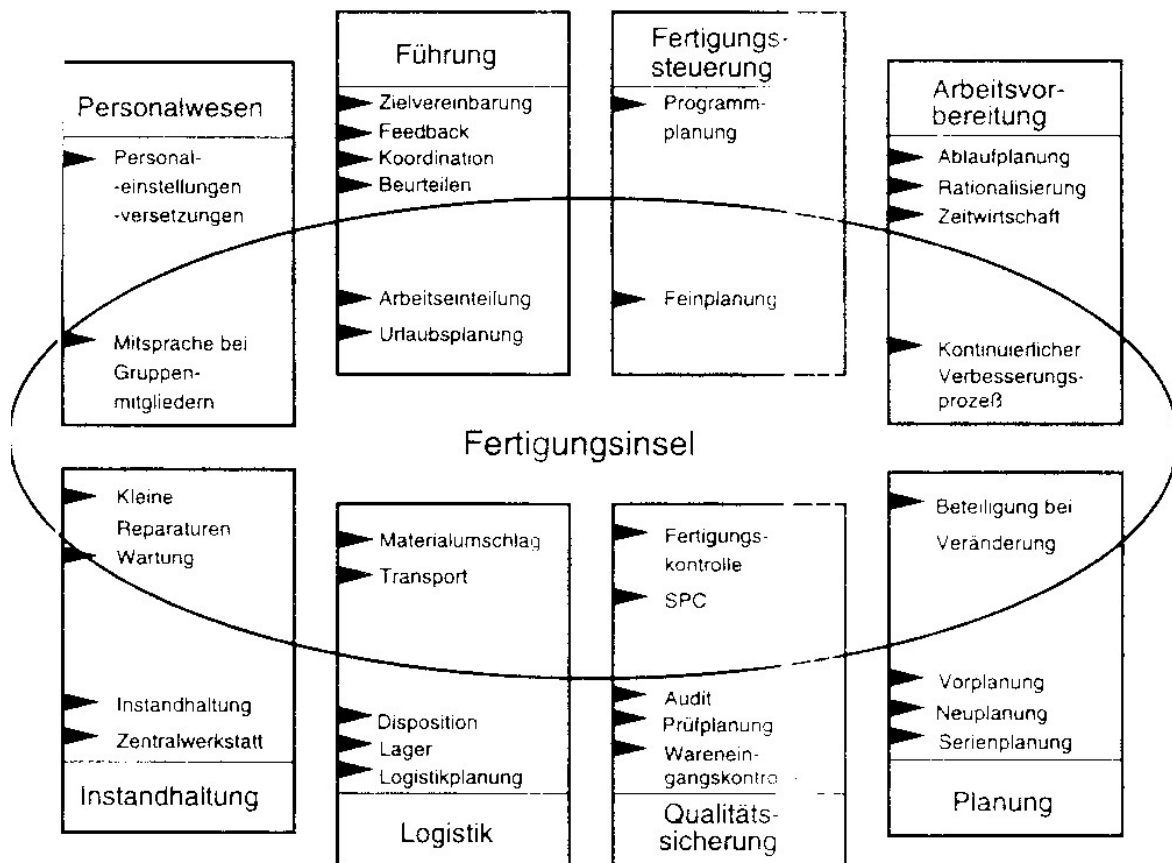 Personalwesen
Personal-
-einstellungen
-versetzungen
Mitsprache bei
Gruppen-
mitgliedern
Führung
Zielvereinbarung
Feedback
Koordination
Beurteilen
Arbeitseinteilung
Urlaubsplanung
Fertigungs-
steuerung
Programm-
planung
Feinplanung
Arbeitsvor-
bereitung
Ablaufplanung
Rationalisierung
Zeitwirtschaft
Kontinuierlicher
Verbesserungs-
prozeß
Fertigungsinsel
Kleine
Reparaturen
Wartung
Instandhaltung
Zentralwerkstatt
Instandhaltung
Materialumschlag
Transport
Disposition
Lager
Logistikplanung
Logistik
Fertigungs-
kontrolle
SPC
Audit
Prüfplanung
Warenein-
gangskontro
Qualitäts-
sicherung
Beteiligung bei
Veränderung
Vorplanung
Neuplanung
Serienplanung
Planung